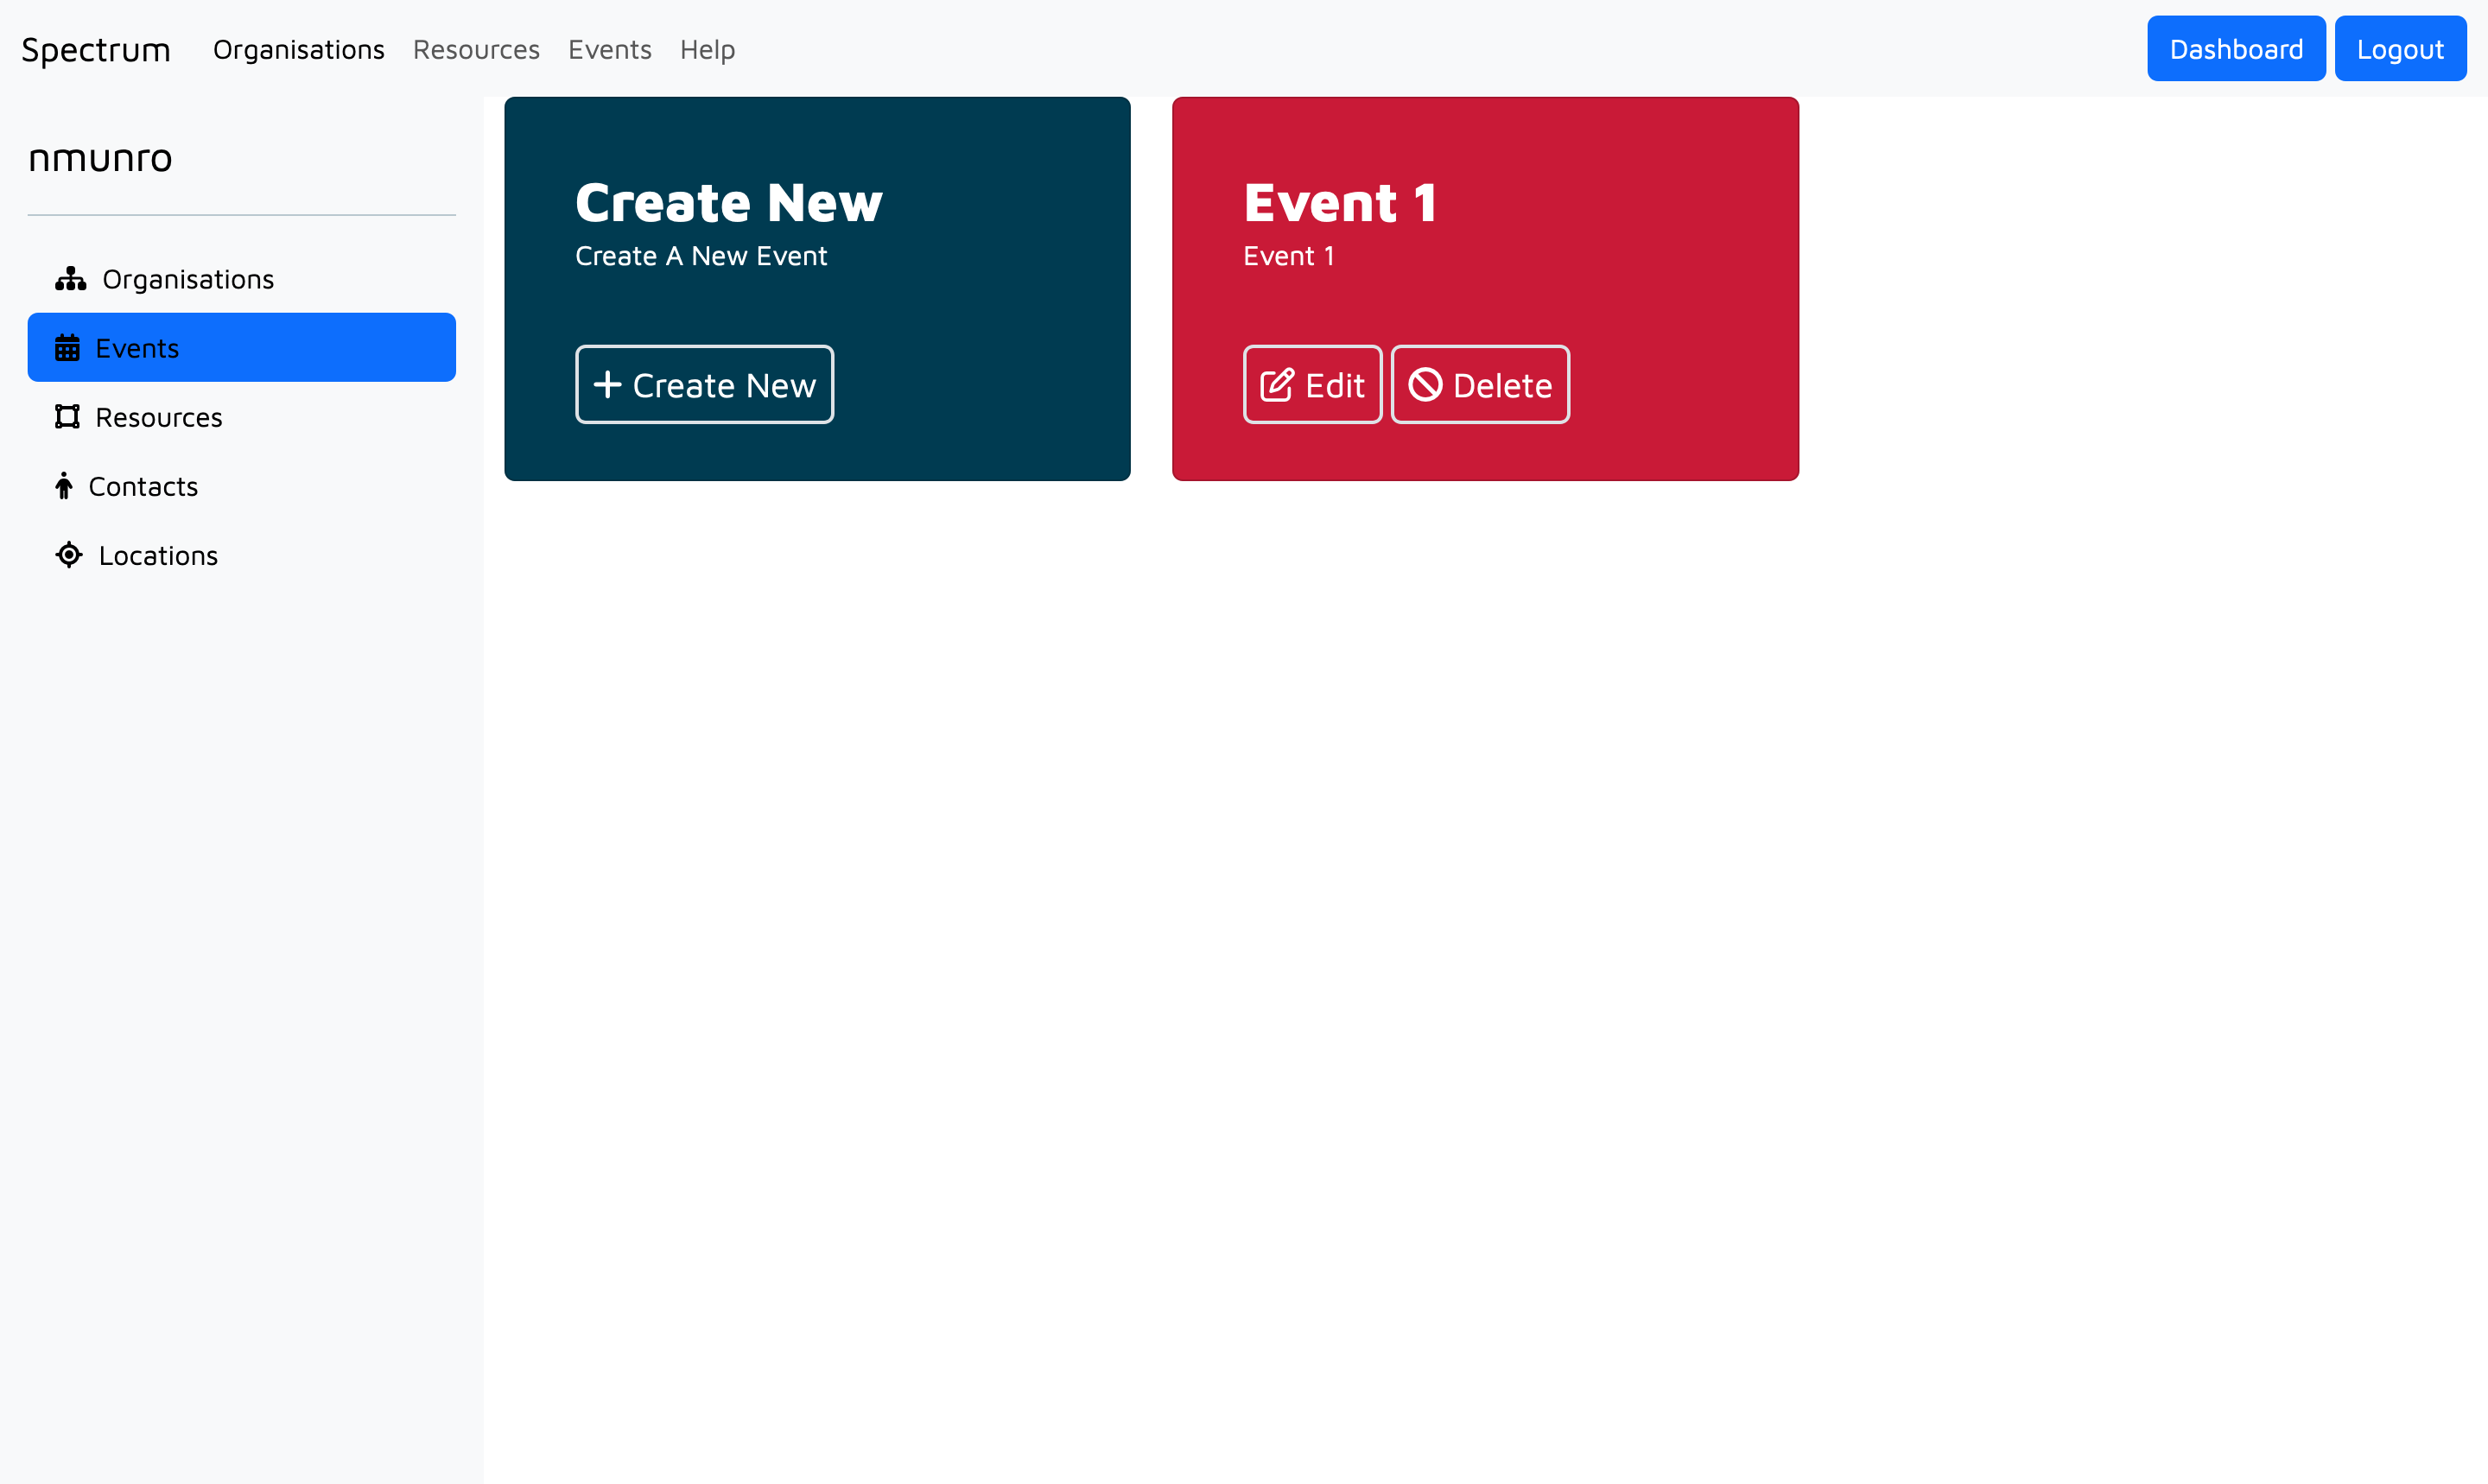 Spectrum Organisations Resources Events Help Dashboard Logout
nmunro
Organisations
Events
Resources
Contacts
Locations
Create New
Create A New Event
Create New
Event 1
Event 1
Edit Delete